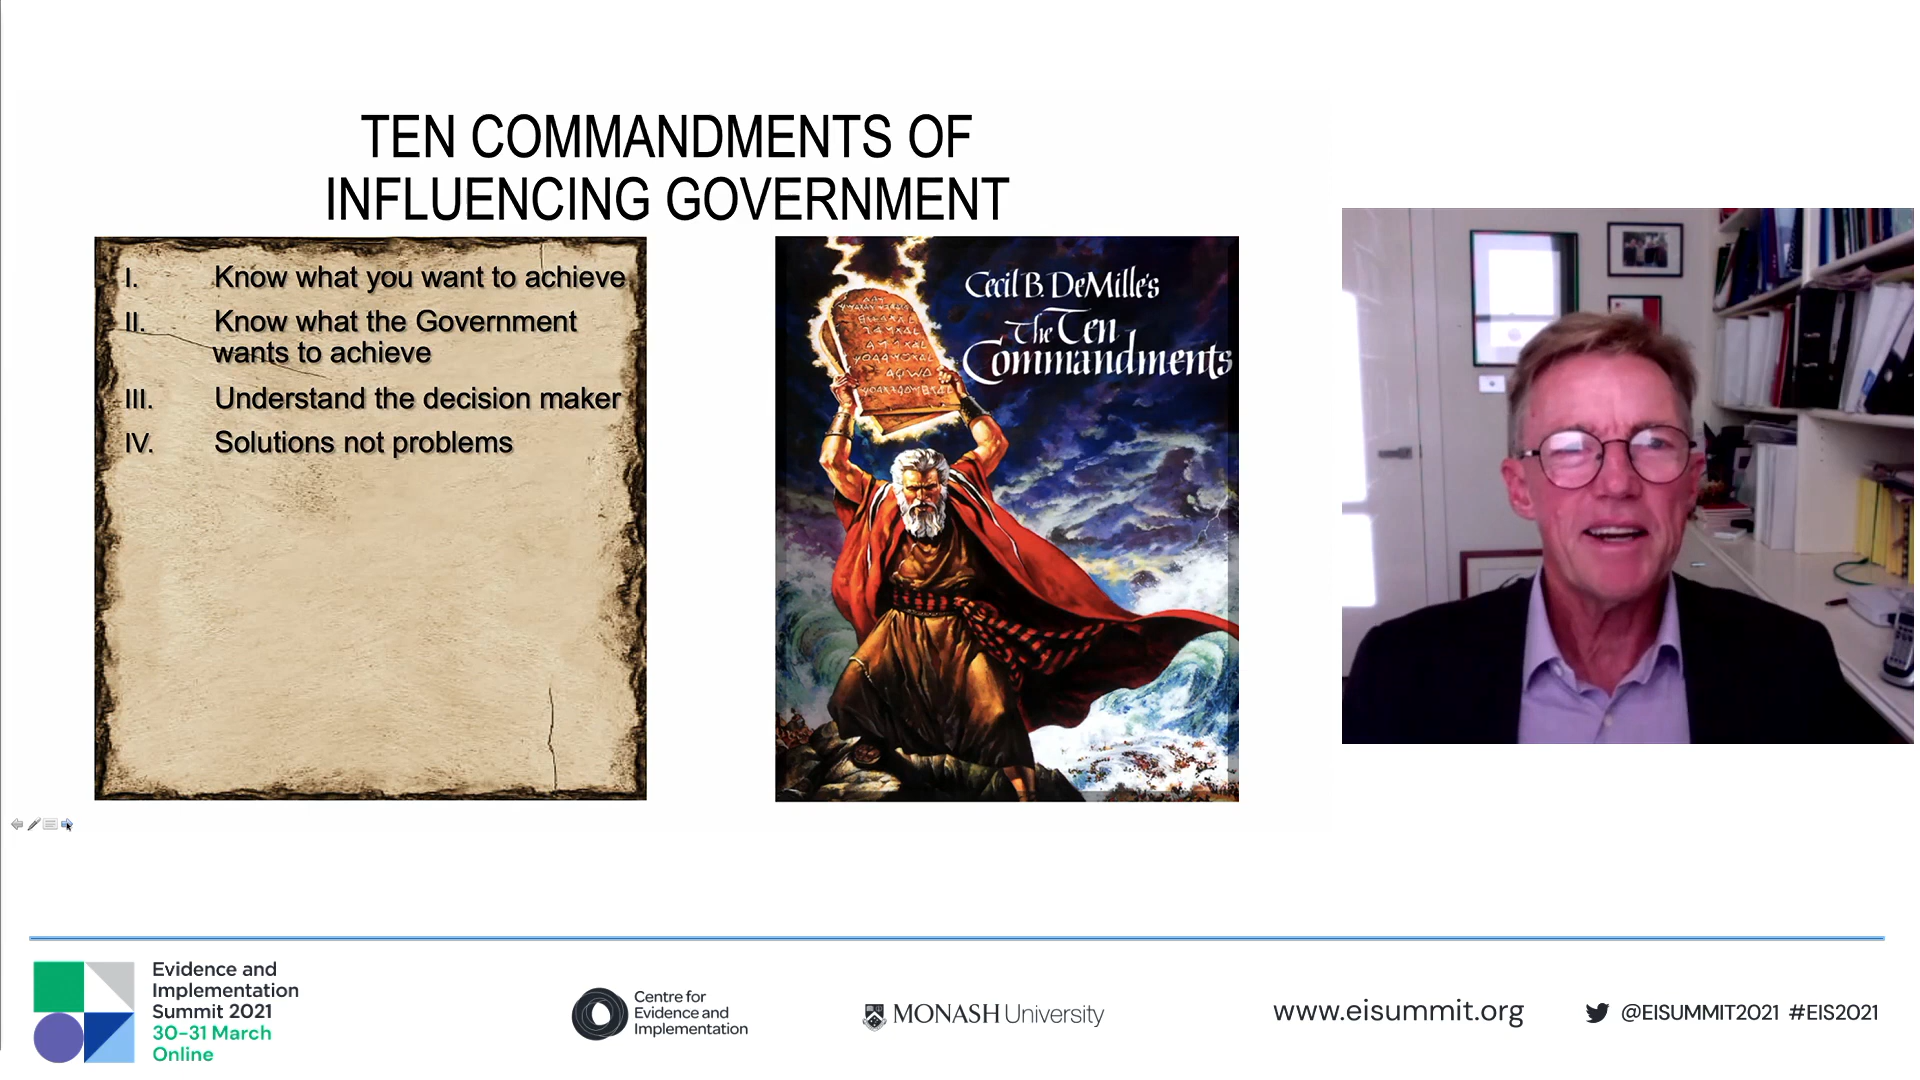 TEN COMMANDMENTS OF
INFLUENCING GOVERNMENT
I. Know what you want to achieve
II. Know what the Government
wants to achieve
III. Understand the decision maker
IV. Solutions not problems
Cecil B. DeMille's
The Ten
Commandments
Evidence and
Implementation
Summit 2021
30–31 March
Online
Centre for
Evidence and
Implementation
MONASH University
www.eisummit.org
@EISUMMIT2021 #EIS2021